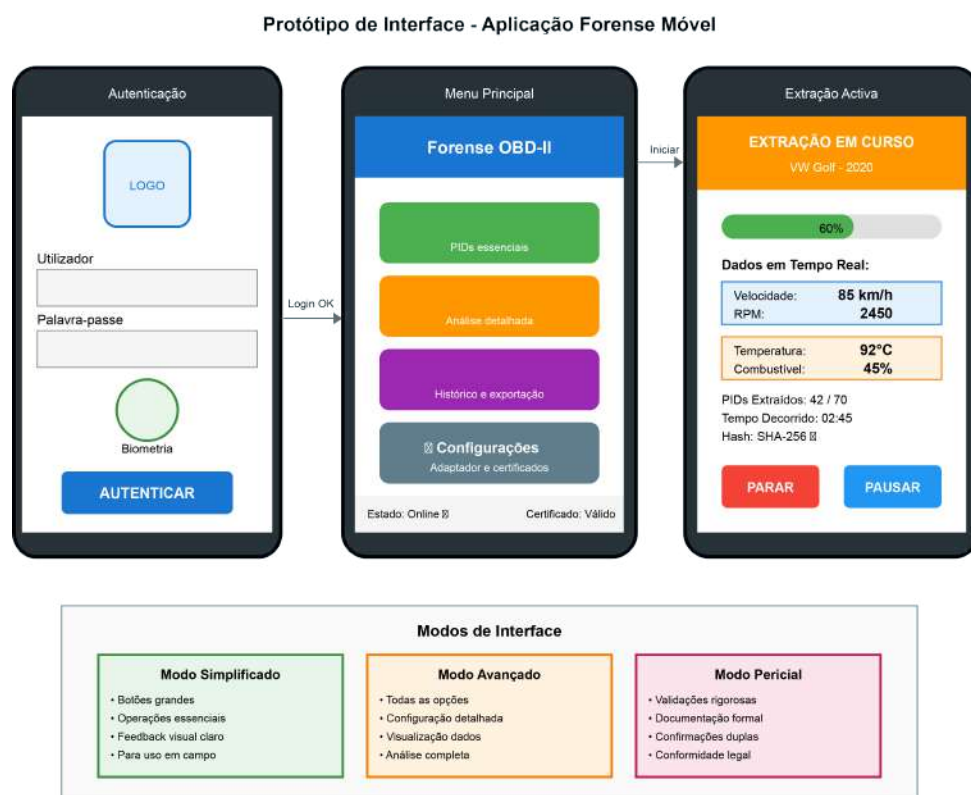 Protótipo de Interface - Aplicação Forense Móvel
Autenticação
LOGO
Utilizador
Palavra-passe
Biometria
AUTENTICAR
Login OK
Menu Principal
Forense OBD-II
PIDs essenciais
Análise detalhada
Histórico e exportação
Configurações
Adaptador e certificados
Estado: Online
Certificado: Válido
Iniciar
Extração Activa
EXTRAÇÃO EM CURSO
VW Golf - 2020
60%
Dados em Tempo Real:
Velocidade: 85 km/h
RPM: 2450
Temperatura: 92°C
Combustível: 45%
PIDs Extraídos: 42 / 70
Tempo Decorrido: 02:45
Hash: SHA-256
PARAR
PAUSAR
Modos de Interface
Modo Simplificado
• Botões grandes
• Operações essenciais
• Feedback visual claro
• Para uso em campo
Modo Avançado
• Todas as opções
• Configuração detalhada
• Visualização dados
• Análise completa
Modo Pericial
• Validações rigorosas
• Documentação formal
• Confirmações duplas
• Conformidade legal